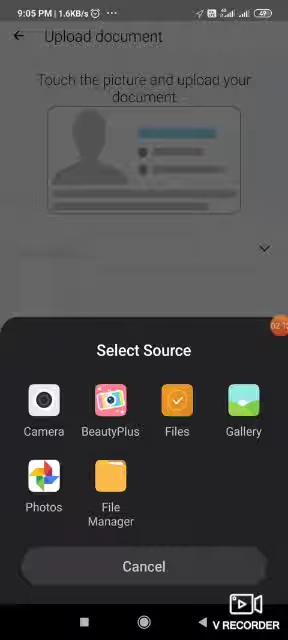 9:05 PM | 1.6KB/s
49
Upload document
Touch the picture and upload your
document
Select Source
Camera
BeautyPlus
Files
Gallery
Photos
File
Manager
Cancel
V RECORDER